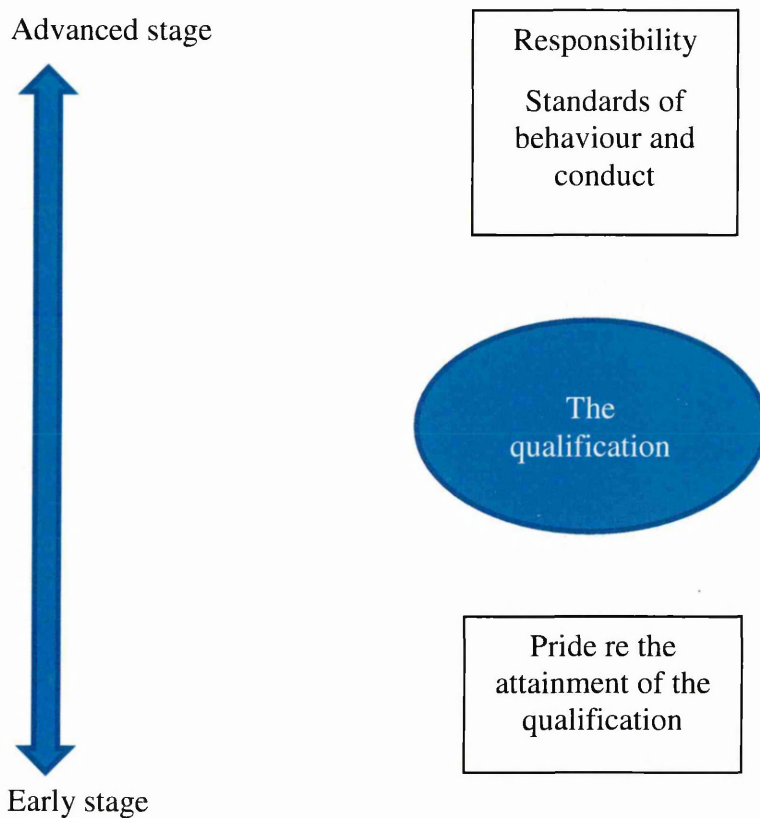 Advanced stage
Responsibility
Standards of
behaviour and
conduct
The
qualification
Pride re the
attainment of the
qualification
Early stage